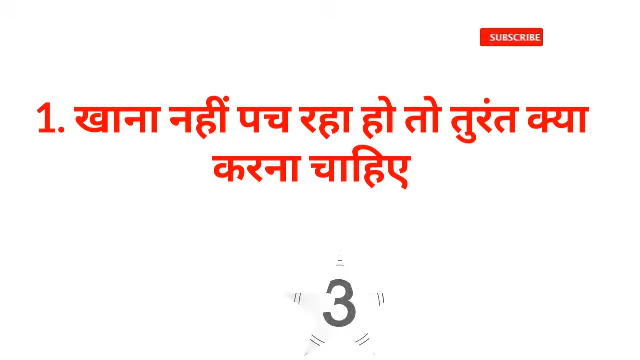 SUBSCRIBE
1. खाना नहीं पच रहा हो तो तुरंत क्या
करना चाहिए
3